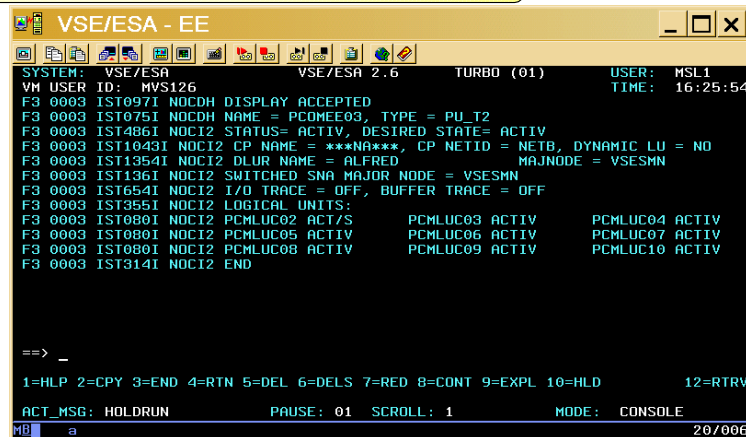 VSE/ESA - EE
SYSTEM: VSE/ESA VSE/ESA 2.6 TURBO (01) USER: MSL1
VM USER ID: MVS126 TIME: 16:25:54
F3 0003 IST097I NOCDH DISPLAY ACCEPTED
F3 0003 IST075I NOCDH NAME = PCOMEE03, TYPE = PU_T2
F3 0003 IST486I NOCI2 STATUS= ACTIV, DESIRED STATE= ACTIV
F3 0003 IST1043I NOCI2 CP NAME = ***NA***, CP NETID = NETB, DYNAMIC LU = NO
F3 0003 IST1354I NOCI2 DLUR NAME = ALFRED MAJNODE = VSESMN
F3 0003 IST136I NOCI2 SWITCHED SNA MAJOR NODE = VSESMN
F3 0003 IST654I NOCI2 I/O TRACE = OFF, BUFFER TRACE = OFF
F3 0003 IST355I NOCI2 LOGICAL UNITS:
F3 0003 IST080I NOCI2 PCMLUC02 ACT/S PCMLUC03 ACTIV PCMLUC04 ACTIV
F3 0003 IST080I NOCI2 PCMLUC05 ACTIV PCMLUC06 ACTIV PCMLUC07 ACTIV
F3 0003 IST080I NOCI2 PCMLUC08 ACTIV PCMLUC09 ACTIV PCMLUC10 ACTIV
F3 0003 IST314I NOCI2 END
==> _
1=HLP 2=CPY 3=END 4=RTN 5=DEL 6=DELS 7=RED 8=CONT 9=EXPL 10=HLD 12=RTRV
ACT_MSG: HOLDRUN PAUSE: 01 SCROLL: 1 MODE: CONSOLE
MB a 20/006